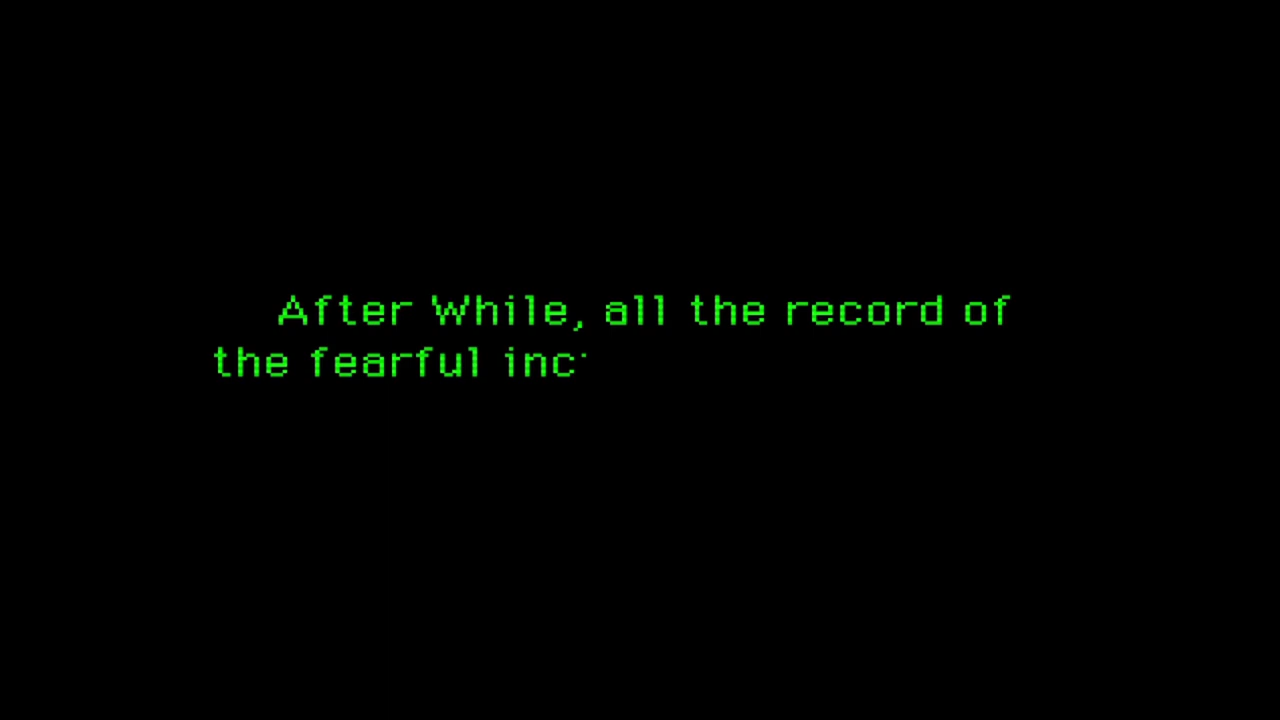 After While, all the record of
the fearful inc